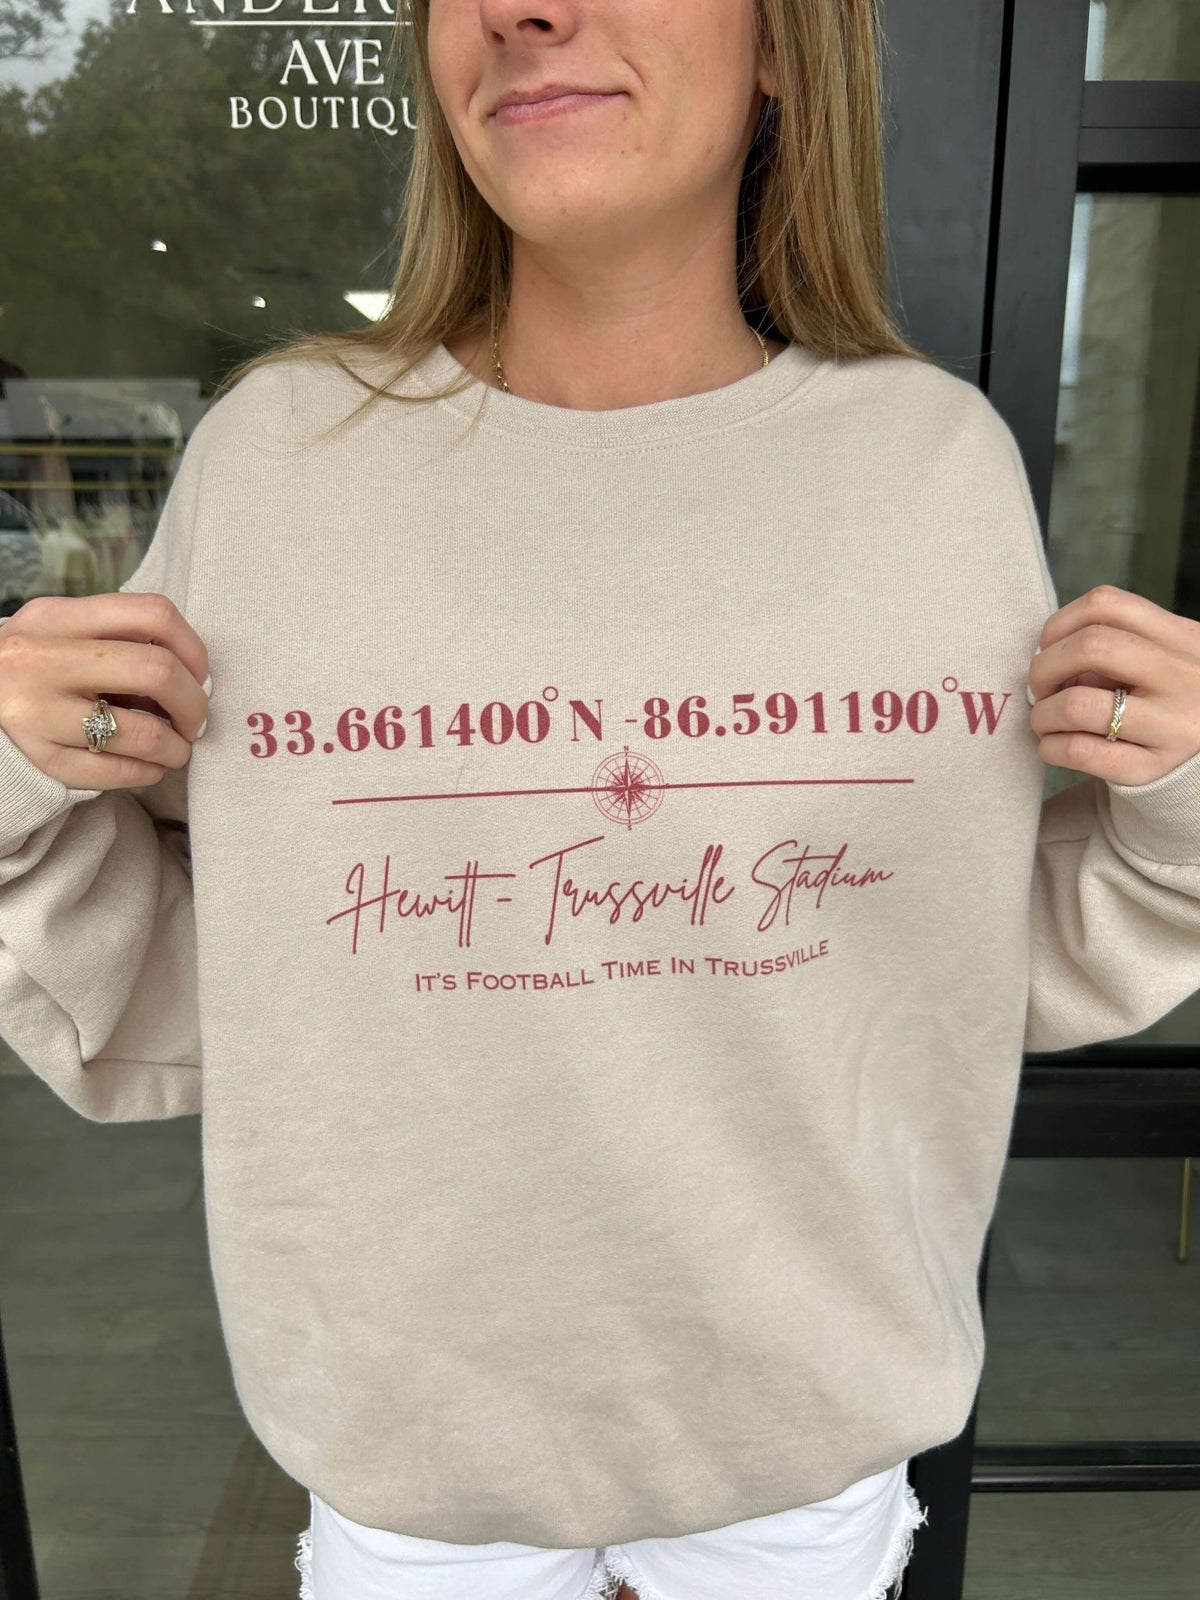 AVE
BOUTIQU
33.661400°N -86.591190°W
N
S
Hewitt - Trussville Stadium
IT'S FOOTBALL TIME IN TRUSSVILLE